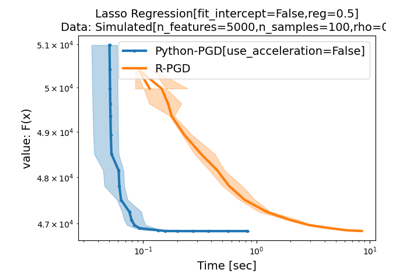 Lasso Regression[fit_intercept=False,reg=0.5]
Data: Simulated[n_features=5000,n_samples=100,rho=0
Python-PGD[use_acceleration=False]
R-PGD
value: F(x)
5.1 × 10⁴
5 × 10⁴
4.9 × 10⁴
4.8 × 10⁴
4.7 × 10⁴
10⁻¹
10⁰
10¹
Time [sec]